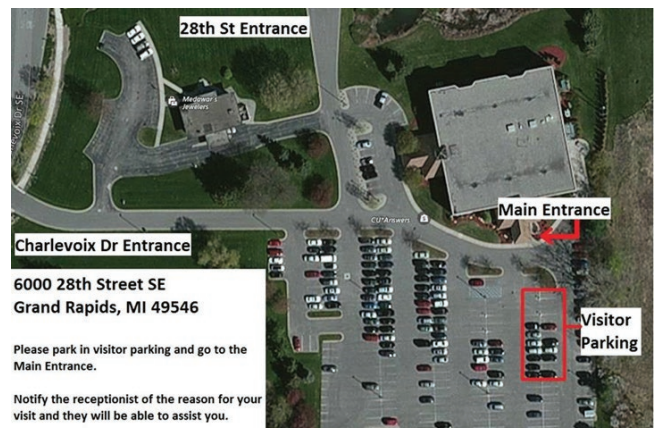 28th St Entrance
Medawar's
Jewelers
CU*Answers
Main Entrance
Charlevoix Dr Entrance
6000 28th Street SE
Grand Rapids, MI 49546
Visitor
Parking
Please park in visitor parking and go to the
Main Entrance.
Notify the receptionist of the reason for your
visit and they will be able to assist you.